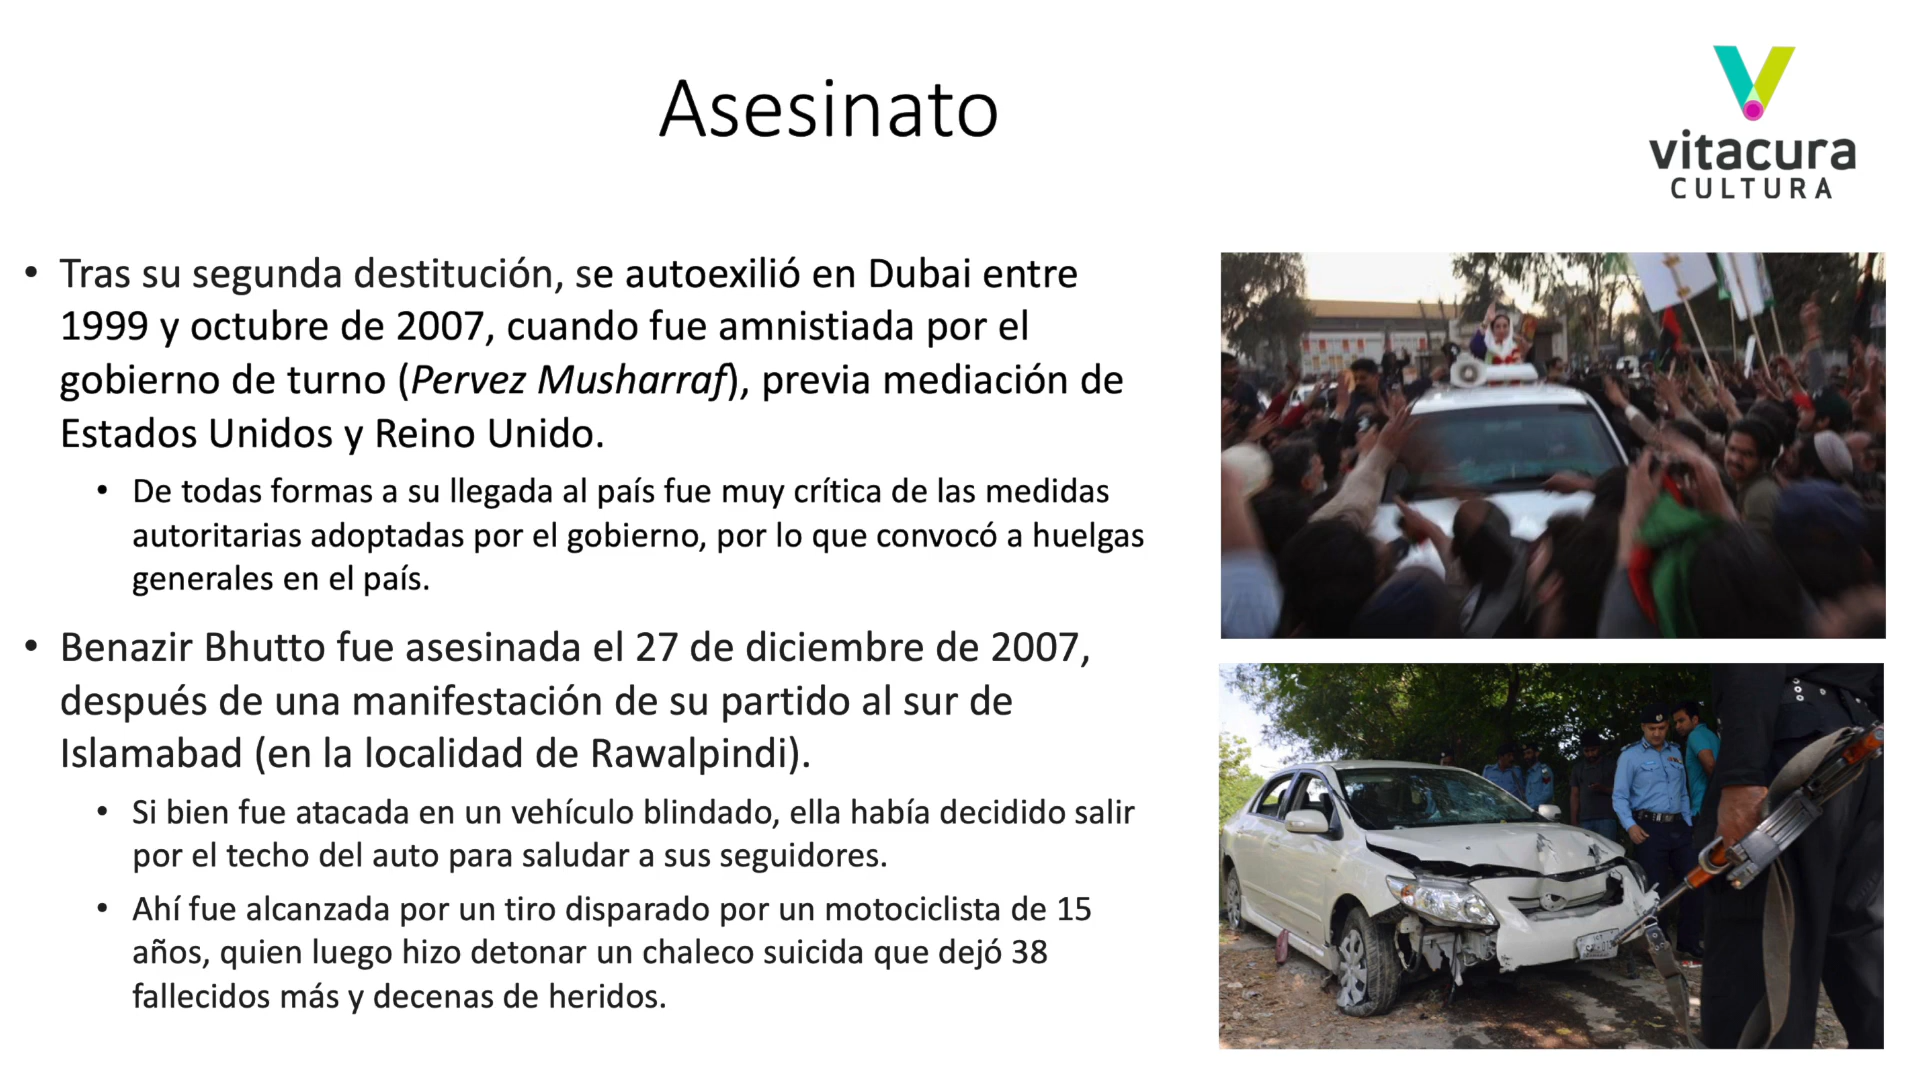 Asesinato
vitacura
CULTURA
• Tras su segunda destitución, se autoexilió en Dubai entre
1999 y octubre de 2007, cuando fue amnistiada por el
gobierno de turno (Pervez Musharraf), previa mediación de
Estados Unidos y Reino Unido.
• De todas formas a su llegada al país fue muy crítica de las medidas
autoritarias adoptadas por el gobierno, por lo que convocó a huelgas
generales en el país.
• Benazir Bhutto fue asesinada el 27 de diciembre de 2007,
después de una manifestación de su partido al sur de
Islamabad (en la localidad de Rawalpindi).
• Si bien fue atacada en un vehículo blindado, ella había decidido salir
por el techo del auto para saludar a sus seguidores.
• Ahí fue alcanzada por un tiro disparado por un motociclista de 15
años, quien luego hizo detonar un chaleco suicida que dejó 38
fallecidos más y decenas de heridos.